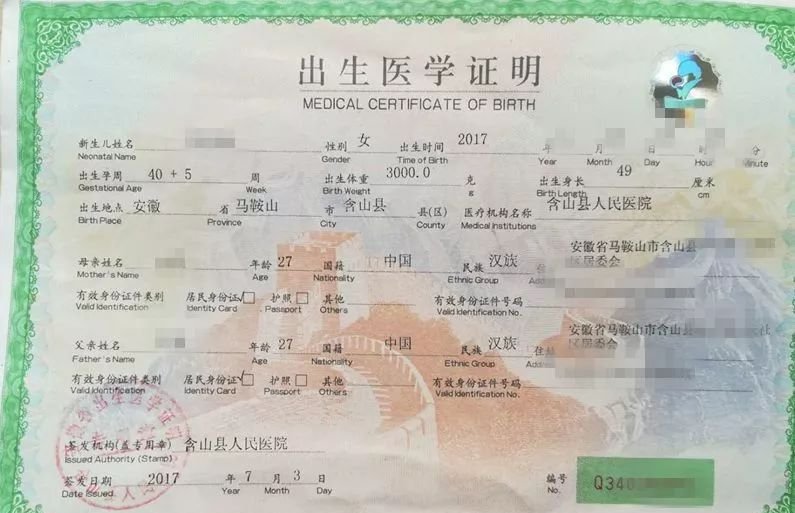 出生医学证明
MEDICAL CERTIFICATE OF BIRTH
新生儿姓名 性别 女 出生时间 2017 年 月 日 时 分
Neonatal Name Gender Time of Birth Year Month Day Hour Minute
出生孕周 40 + 5 周 出生体重 3000.0 克 出生身长 49 厘米
Gestational Age Week Birth Weight g Birth Length cm
出生地点 安徽 省 马鞍山 市 含山县 县(区) 医疗机构名称 含山县人民医院
Birth Place Province City County Medical Institutions
安徽省马鞍山市含山县
母亲姓名 年龄 27 国籍 中国 民族 汉族 区居委会
Mother's Name Age Nationality Ethnic Group
有效身份证件类别 居民身份证 √ 护照 其他 有效身份证件号码
Valid Identification Identity Card Passport Others Valid Identification No.
安徽省马鞍山市含山县
父亲姓名 年龄 27 国籍 中国 民族 汉族 区居委会
Father's Name Age Nationality Ethnic Group
有效身份证件类别 居民身份证 √ 护照 其他 有效身份证件号码
Valid Identification Identity Card Passport Others Valid Identification No.
签发机构(盖专用章) 含山县人民医院
Issued Authority (Stamp)
签发日期 2017 年 7 月 3 日 编号 Q340
Date Issued Year Month Day No.